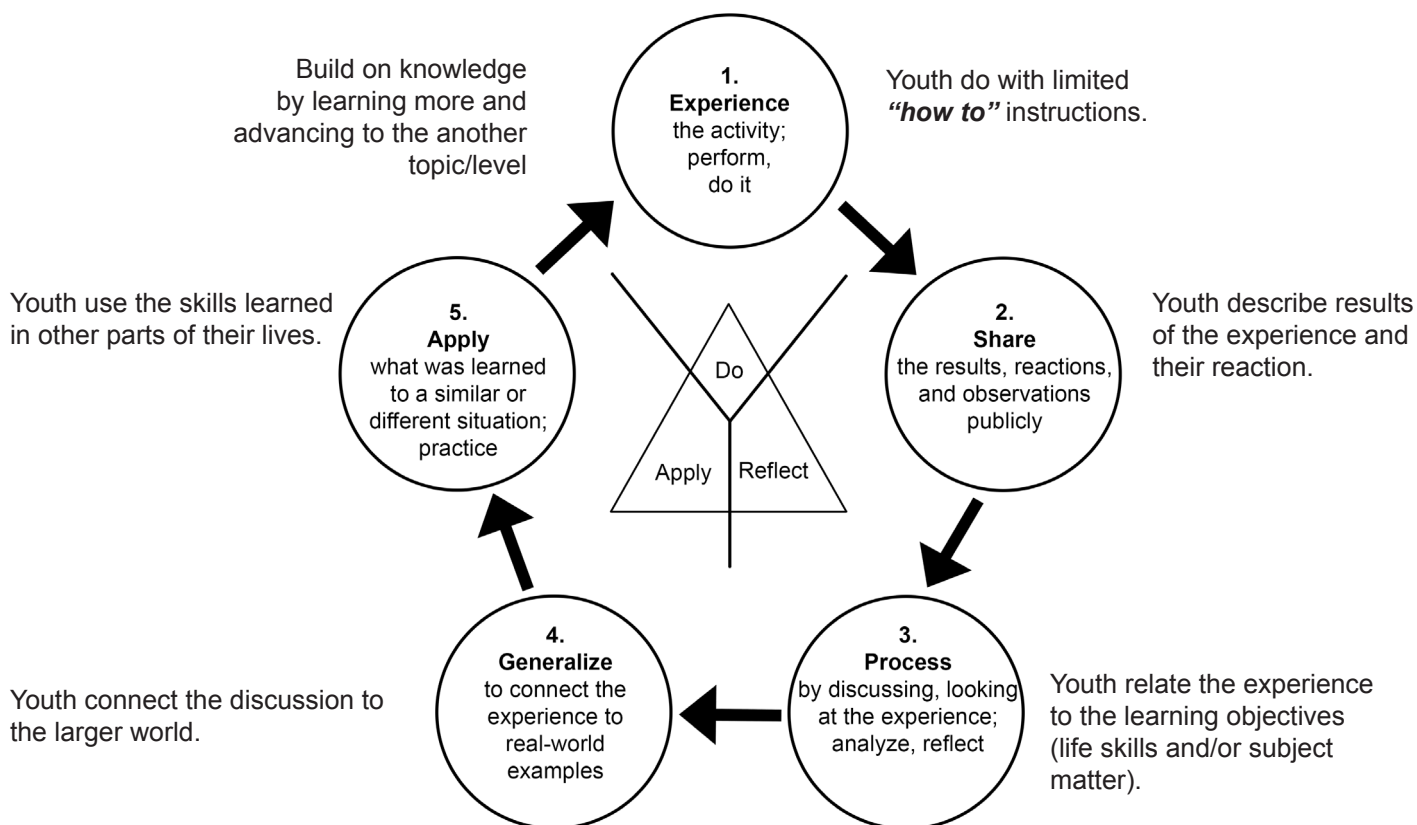 Build on knowledge
by learning more and
advancing to the another
topic/level
1.
Experience
the activity;
perform,
do it
Youth do with limited
“how to” instructions.
Youth use the skills learned
in other parts of their lives.
5.
Apply
what was learned
to a similar or
different situation;
practice
Do
Apply
Reflect
2.
Share
the results, reactions,
and observations
publicly
Youth describe results
of the experience and
their reaction.
Youth connect the discussion to
the larger world.
4.
Generalize
to connect the
experience to
real-world
examples
3.
Process
by discussing, looking
at the experience;
analyze, reflect
Youth relate the experience
to the learning objectives
(life skills and/or subject
matter).